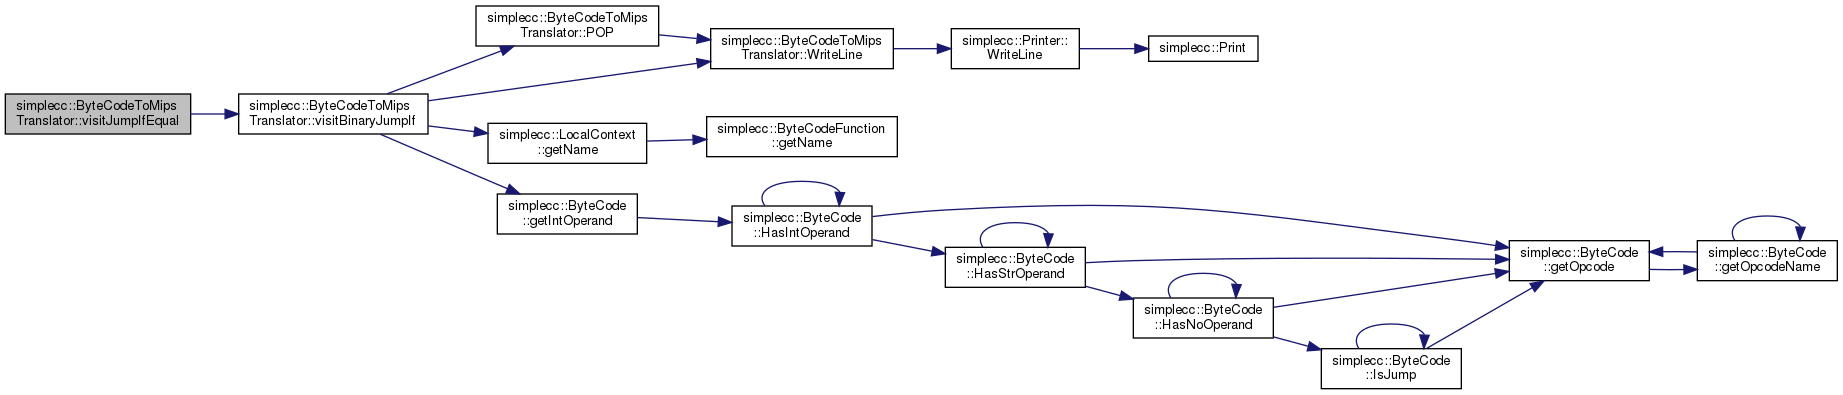 simplecc::ByteCodeToMips
Translator::visitJumpIfEqual
simplecc::ByteCodeToMips
Translator::visitBinaryJumpIf
simplecc::ByteCodeToMips
Translator::POP
simplecc::ByteCodeToMips
Translator::WriteLine
simplecc::Printer::
WriteLine
simplecc::Print
simplecc::LocalContext
::getName
simplecc::ByteCodeFunction
::getName
simplecc::ByteCode
::getIntOperand
simplecc::ByteCode
::HasIntOperand
simplecc::ByteCode
::HasStrOperand
simplecc::ByteCode
::HasNoOperand
simplecc::ByteCode
::IsJump
simplecc::ByteCode
::getOpcode
simplecc::ByteCode
::getOpcodeName